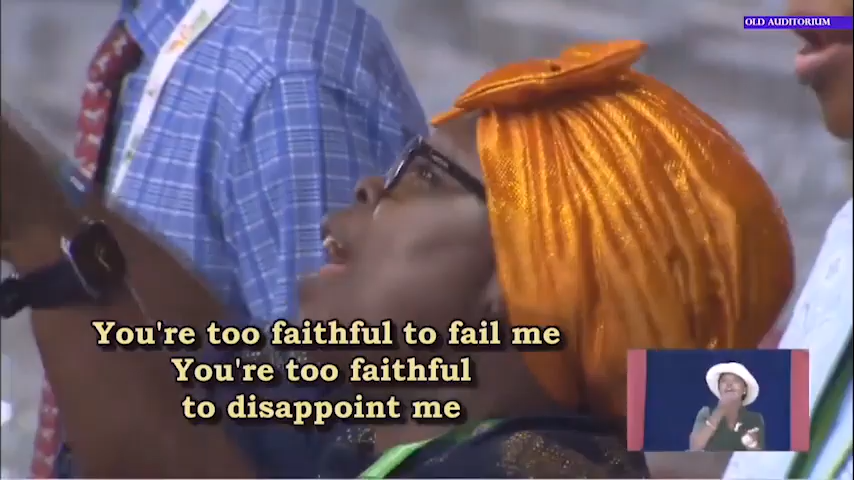 OLD AUDITORIUM
You're too faithful to fail me
You're too faithful
to disappoint me